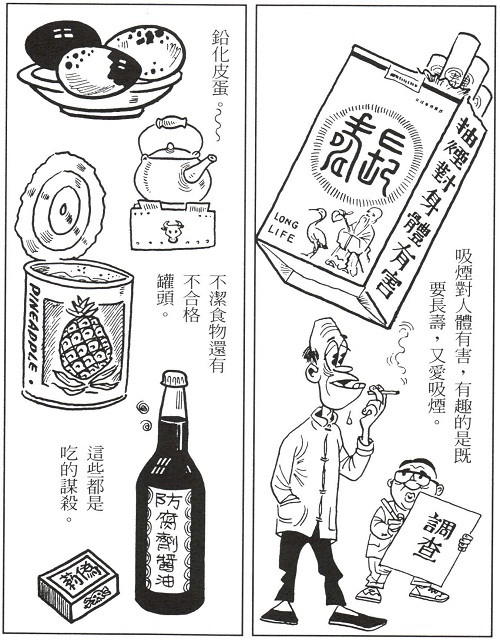 抽煙對身體有害
LONG
LIFE
吸煙對人體有害，有趣的是既
要長壽，又愛吸煙。
調查
鉛化皮蛋。
不潔食物還有
不合格
罐頭。
PINEADPLE.
防腐劑醬油
這些都是
吃的謀殺。